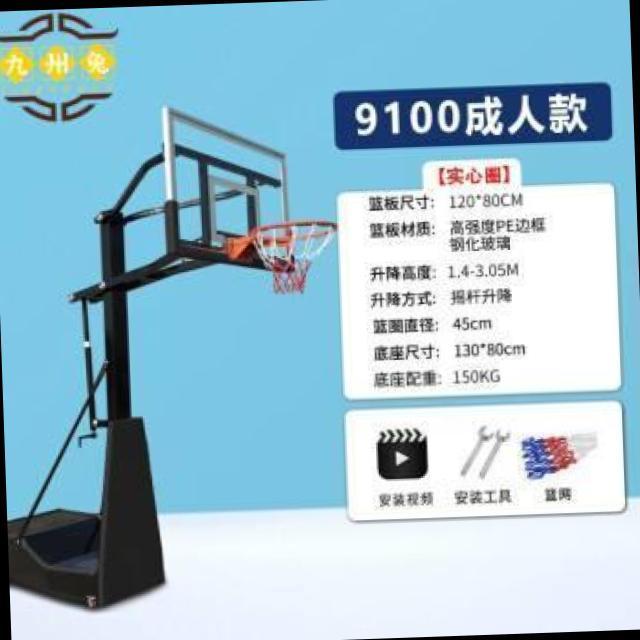 九州兔
9100成人款
【实心圈】
篮板尺寸: 120*80CM
篮板材质: 高强度PE边框
钢化玻璃
升降高度: 1.4-3.05M
升降方式: 摇杆升降
篮圈直径: 45cm
底座尺寸: 130*80cm
底座配重: 150KG
安装视频 安装工具 篮网